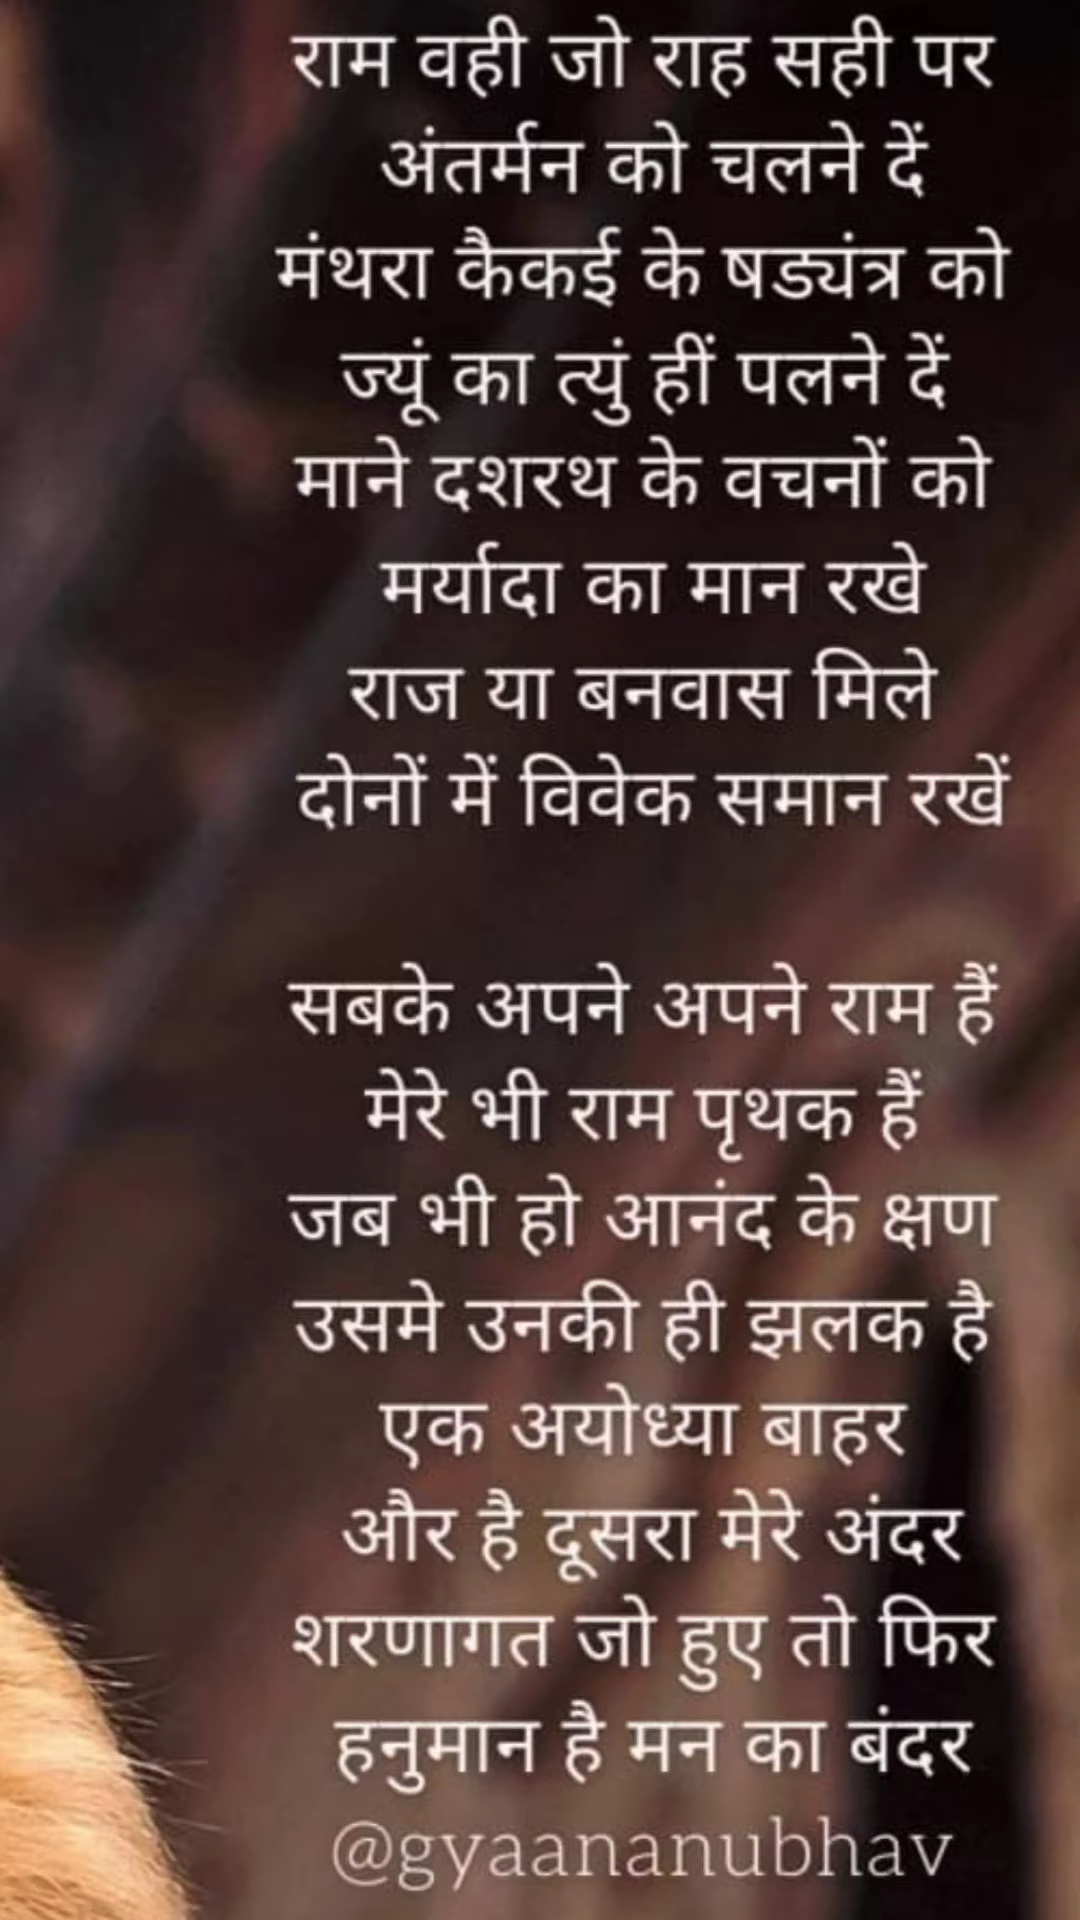 राम वही जो राह सही पर
अंतर्मन को चलने दें
मंथरा कैकई के षड्यंत्र को
ज्यूं का त्युं हीं पलने दें
माने दशरथ के वचनों को
मर्यादा का मान रखे
राज या बनवास मिले
दोनों में विवेक समान रखें
सबके अपने अपने राम हैं
मेरे भी राम पृथक हैं
जब भी हो आनंद के क्षण
उसमे उनकी ही झलक है
एक अयोध्या बाहर
और है दूसरा मेरे अंदर
शरणागत जो हुए तो फिर
हनुमान है मन का बंदर
@gyaananubhav